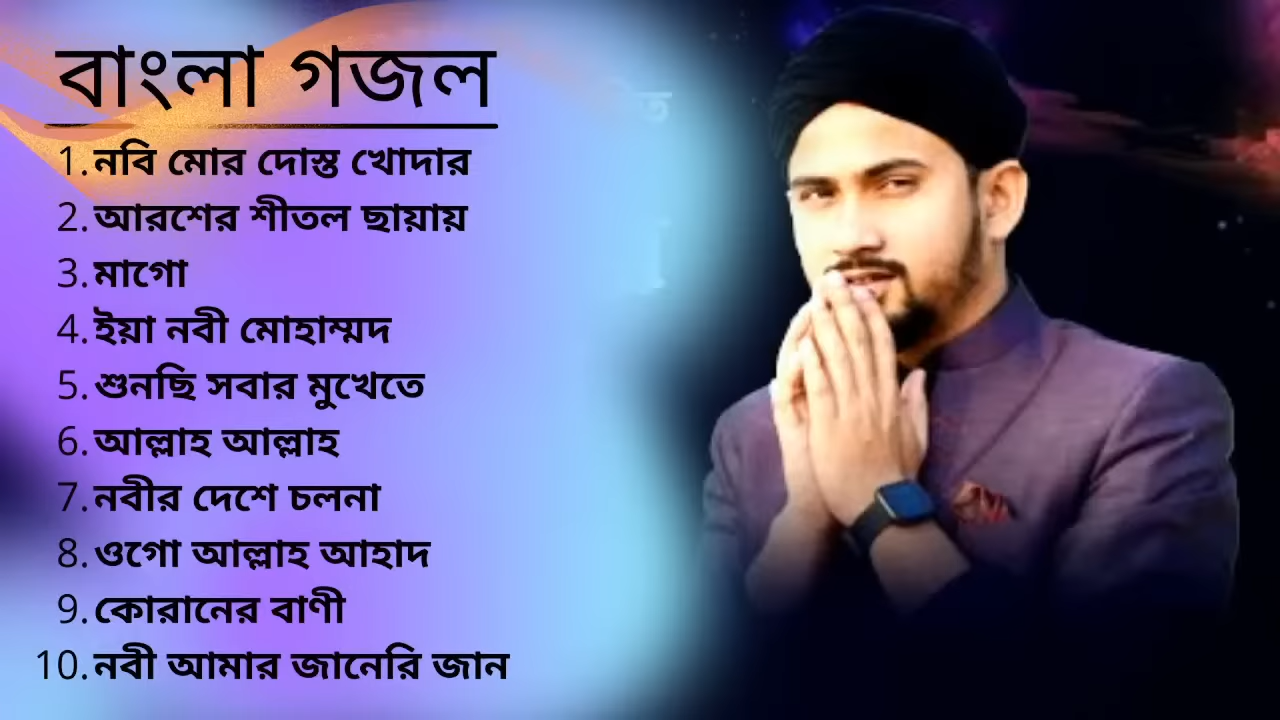 বাংলা গজল
1. নবি মোর দোস্ত খোদার
2. আরশের শীতল ছায়ায়
3. মাগো
4. ইয়া নবী মোহাম্মদ
5. শুনছি সবার মুখেতে
6. আল্লাহ আল্লাহ
7. নবীর দেশে চলনা
8. ওগো আল্লাহ আহাদ
9. কোরানের বাণী
10. নবী আমার জানেরি জান